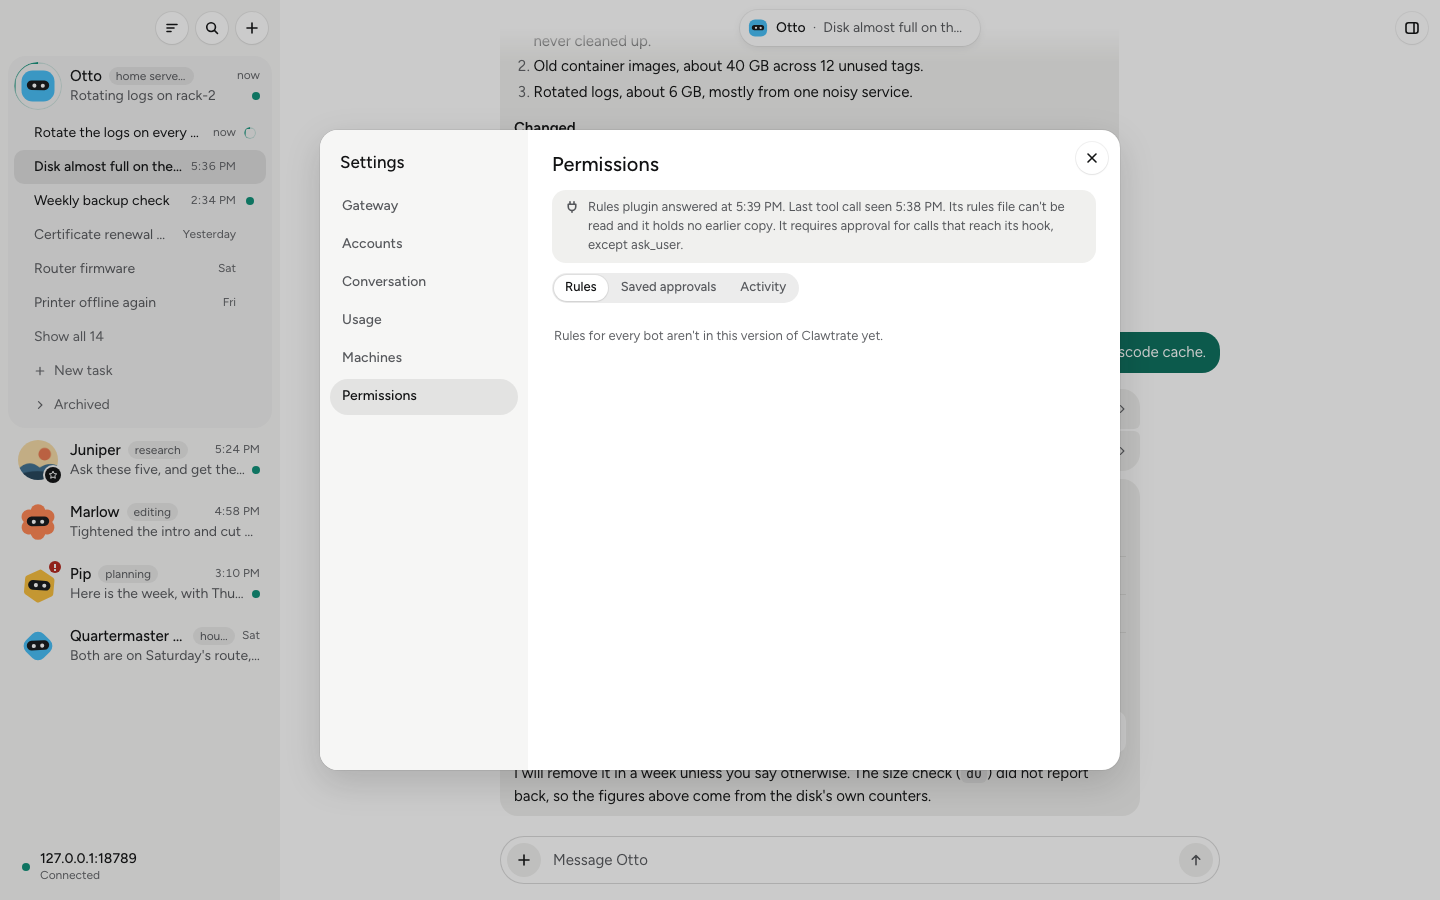 Otto
home serve...
now
Rotating logs on rack-2
Rotate the logs on every ...
now
Disk almost full on the...
5:36 PM
Weekly backup check
2:34 PM
Certificate renewal ...
Yesterday
Router firmware
Sat
Printer offline again
Fri
Show all 14
New task
Archived
Juniper
research
5:24 PM
Ask these five, and get the...
Marlow
editing
4:58 PM
Tightened the intro and cut ...
Pip
planning
3:10 PM
Here is the week, with Thu...
Quartermaster ...
hou...
Sat
Both are on Saturday's route,...
127.0.0.1:18789
Connected
Otto · Disk almost full on th...
never cleaned up.
2. Old container images, about 40 GB across 12 unused tags.
3. Rotated logs, about 6 GB, mostly from one noisy service.
Changed
scode cache.
Settings
Gateway
Accounts
Conversation
Usage
Machines
Permissions
Permissions
Rules plugin answered at 5:39 PM. Last tool call seen 5:38 PM. Its rules file can't be
read and it holds no earlier copy. It requires approval for calls that reach its hook,
except ask_user.
Rules
Saved approvals
Activity
Rules for every bot aren't in this version of Clawtrate yet.
I will remove it in a week unless you say otherwise. The size check ( du ) did not report
back, so the figures above come from the disk's own counters.
Message Otto